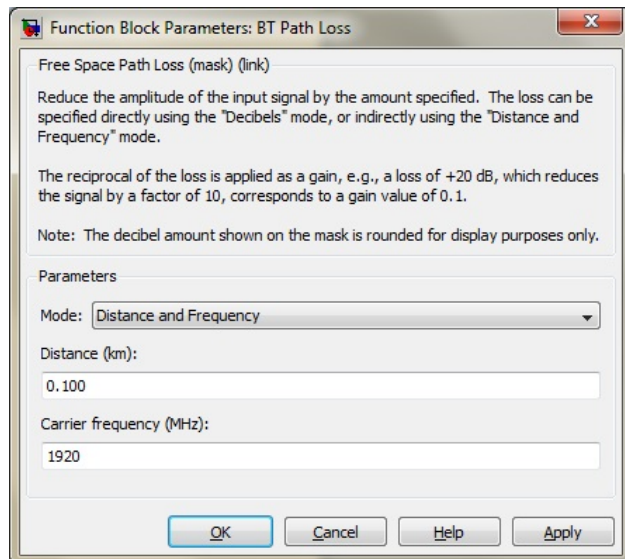 Function Block Parameters: BT Path Loss
Free Space Path Loss (mask) (link)
Reduce the amplitude of the input signal by the amount specified.  The loss can be
specified directly using the "Decibels" mode, or indirectly using the "Distance and
Frequency" mode.
The reciprocal of the loss is applied as a gain, e.g., a loss of +20 dB, which reduces
the signal by a factor of 10, corresponds to a gain value of 0.1.
Note:  The decibel amount shown on the mask is rounded for display purposes only.
Parameters
Mode: Distance and Frequency
Distance (km):
0.100
Carrier frequency (MHz):
1920
OK Cancel Help Apply